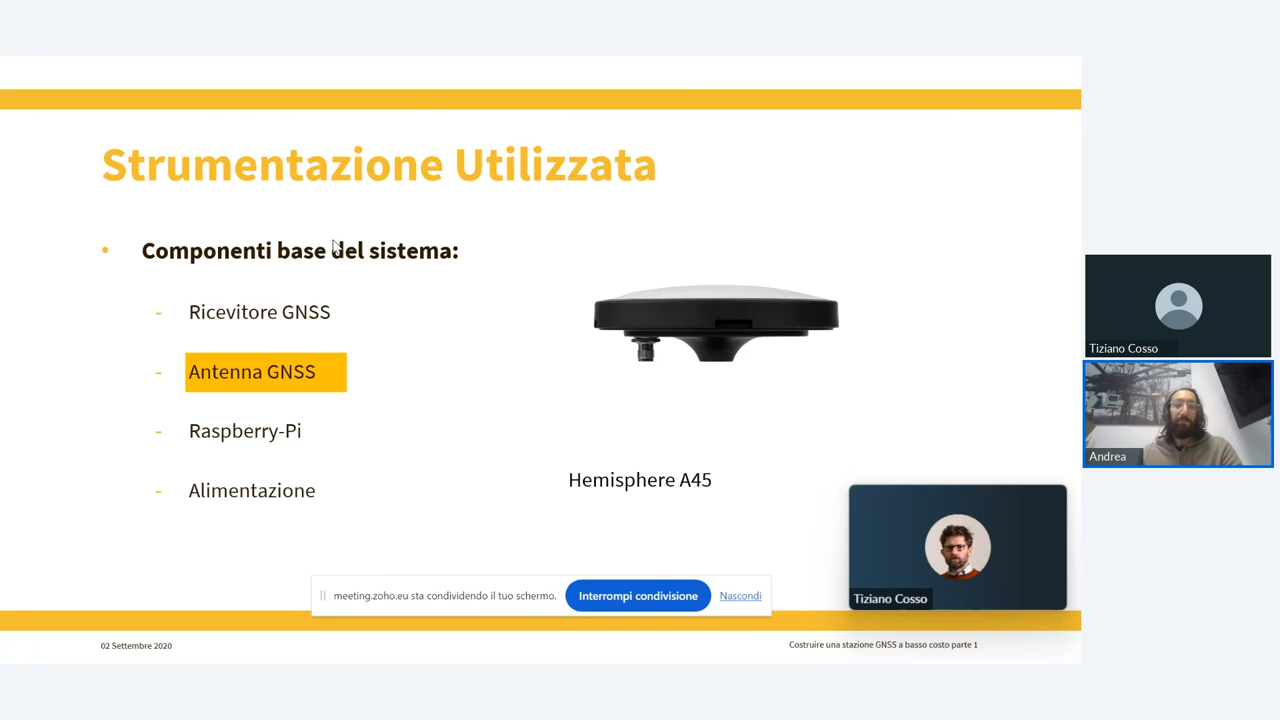 Strumentazione Utilizzata
• Componenti base del sistema:
- Ricevitore GNSS
- Antenna GNSS
- Raspberry-Pi
- Alimentazione
Hemisphere A45
Tiziano Cosso
Andrea
Tiziano Cosso
meeting.zoho.eu sta condividendo il tuo schermo.
Interrompi condivisione
Nascondi
02 Settembre 2020
Costruire una stazione GNSS a basso costo parte 1